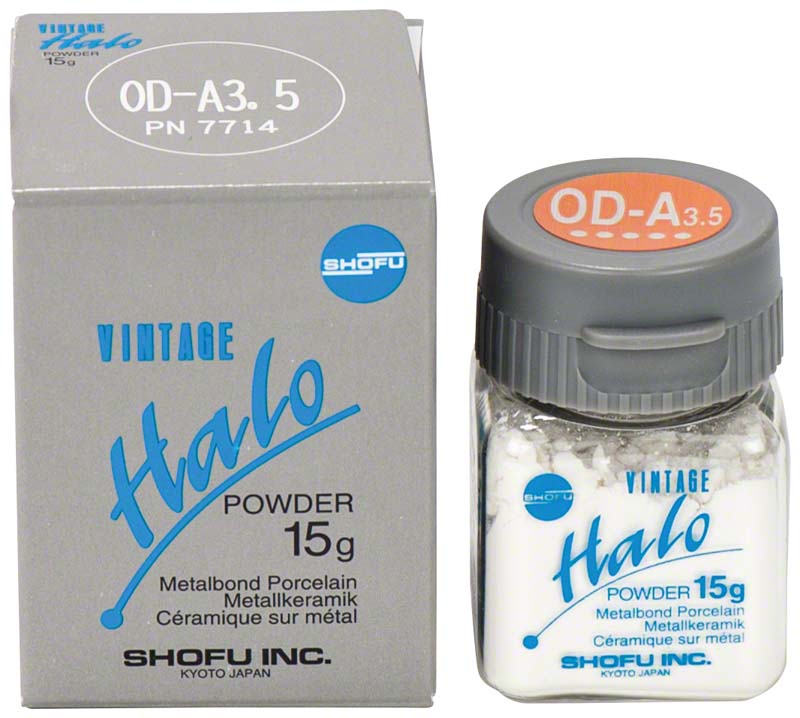 VINTAGE
Halo
POWDER
15g
OD-A3.5
PN 7714
SHOFU
VINTAGE
Halo
POWDER
15g
Metalbond Porcelain
Metallkeramik
Céramique sur métal
SHOFU INC.
KYOTO JAPAN
OD-A3.5
SHOFU
VINTAGE
Halo
POWDER 15g
Metalbond Porcelain
Metallkeramik
Céramique sur métal
SHOFU INC.
KYOTO JAPAN